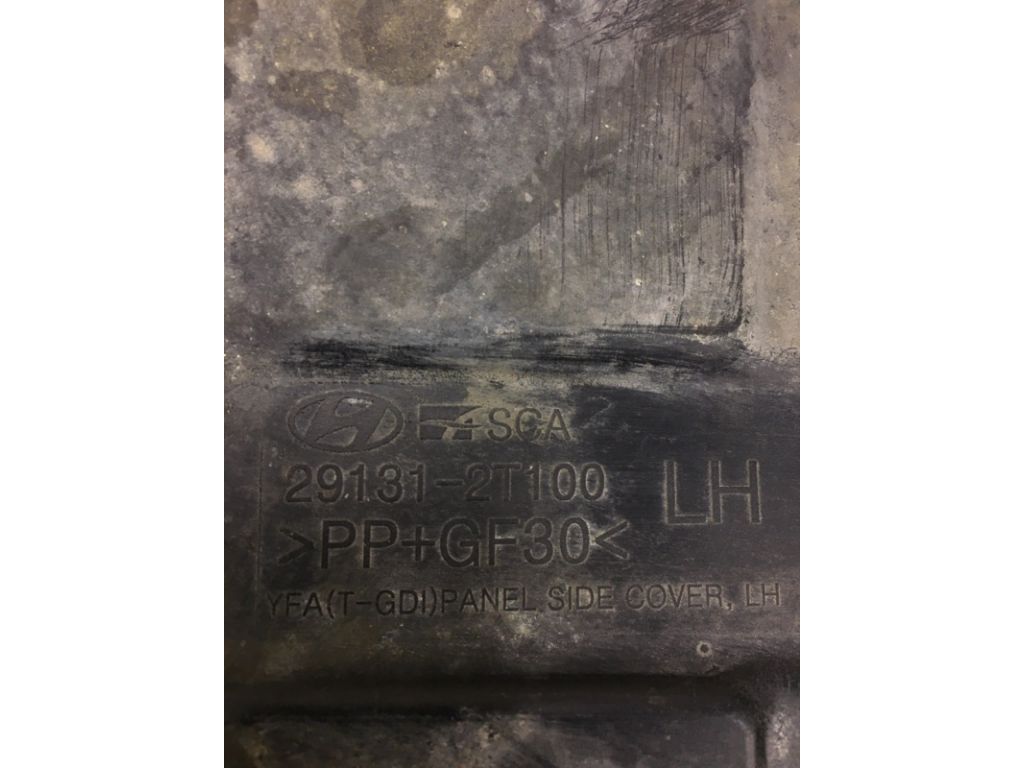 SCA
29131-2T100 LH
>PP+GF30<
YFA(T-GDI)PANEL SIDE COVER, LH